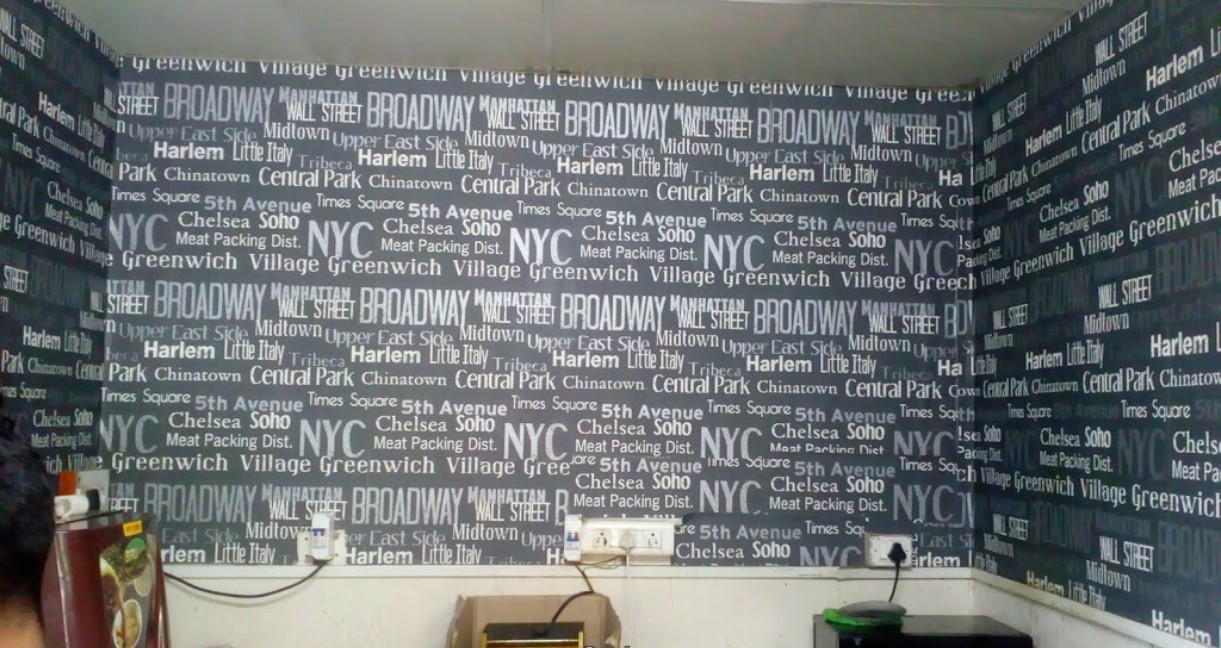 Greenwich Village Greenwich Village Greenwich Village Greenwich Village Green
STREET BROADWAY MANHATTAN WALL STREET BROADWAY MANHATTAN WALL STREET BROADWAY MANHATTAN WALL STREET BROADWAY MANHATTAN WALL STREET
Upper East Side Midtown Upper East Side Midtown Upper East Side Midtown Upper East Side Midtown
Harlem Little Italy Tribeca Harlem Little Italy Tribeca Harlem Little Italy Tribeca Harlem Little Italy Tribeca
Park Chinatown Central Park Chinatown Central Park Chinatown Central Park Chinatown Central Park
Times Square 5th Avenue Times Square 5th Avenue Times Square 5th Avenue Times Square 5th Avenue
NYC Chelsea Soho NYC Chelsea Soho NYC Chelsea Soho NYC Chelsea Soho NYC
Meat Packing Dist. Meat Packing Dist. Meat Packing Dist. Meat Packing Dist.
Greenwich Village Greenwich Village Greenwich Village Greenwich Village Greenwich
STREET BROADWAY MANHATTAN WALL STREET BROADWAY MANHATTAN WALL STREET BROADWAY MANHATTAN WALL STREET BROADWAY MANHATTAN WALL STREET
Upper East Side Midtown Upper East Side Midtown Upper East Side Midtown Upper East Side Midtown
Harlem Little Italy Tribeca Harlem Little Italy Tribeca Harlem Little Italy Tribeca Harlem Little Italy Tribeca
Park Chinatown Central Park Chinatown Central Park Chinatown Central Park Chinatown Central Park
Times Square 5th Avenue Times Square 5th Avenue Times Square 5th Avenue Times Square 5th Avenue
NYC Chelsea Soho NYC Chelsea Soho NYC Chelsea Soho NYC Chelsea Soho NYC
Meat Packing Dist. Meat Packing Dist. Meat Packing Dist.
Greenwich Village Greenwich Village Gree
5th Avenue Times Square 5th Avenue
Chelsea Soho NYC Chelsea Soho NYC
Meat Packing Dist. Meat Packing Dist.
BROADWAY MANHATTAN WALL STREET BROADWAY MANHATTAN WALL STREET
5th Avenue Times
East Side Midtown Upper East Side Midtown Upper
Chelsea Soho NYC
Harlem Little Italy Harlem Little Italy
WALL STREET
Midtown
Harlem
Little Italy
Central Park Chinatown
Times Square
Chelsea Soho NYC
Meat Packing Dist.
Village Greenwich Village Greenwich
WALL STREET
Midtown
Harlem Little Italy Harlem
Chinatown Central Park Chinatown
Times Square 5th Avenue Times Square
Chelsea Soho NYC
Meat Packing Dist.
Greenwich Village Greenwich
WALL STREET
Midtown
Harlem Little Italy Harlem